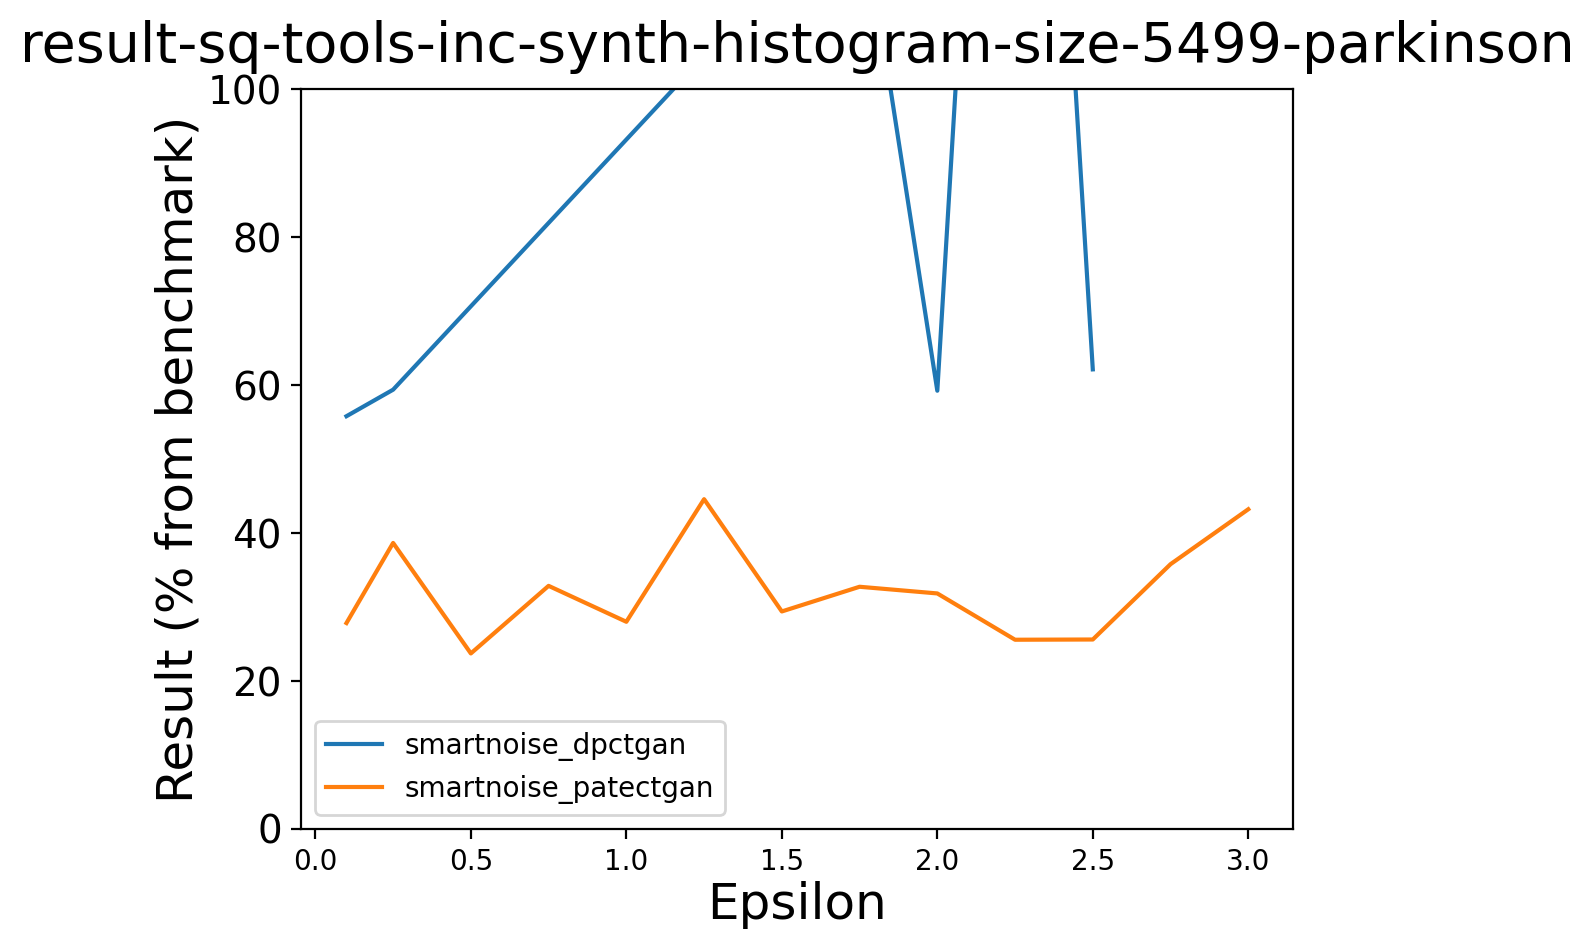 result-sq-tools-inc-synth-histogram-size-5499-parkinson
Result (% from benchmark)
100
80
60
40
20
0
smartnoise_dpctgan
smartnoise_patectgan
0.0 0.5 1.0 1.5 2.0 2.5 3.0
Epsilon